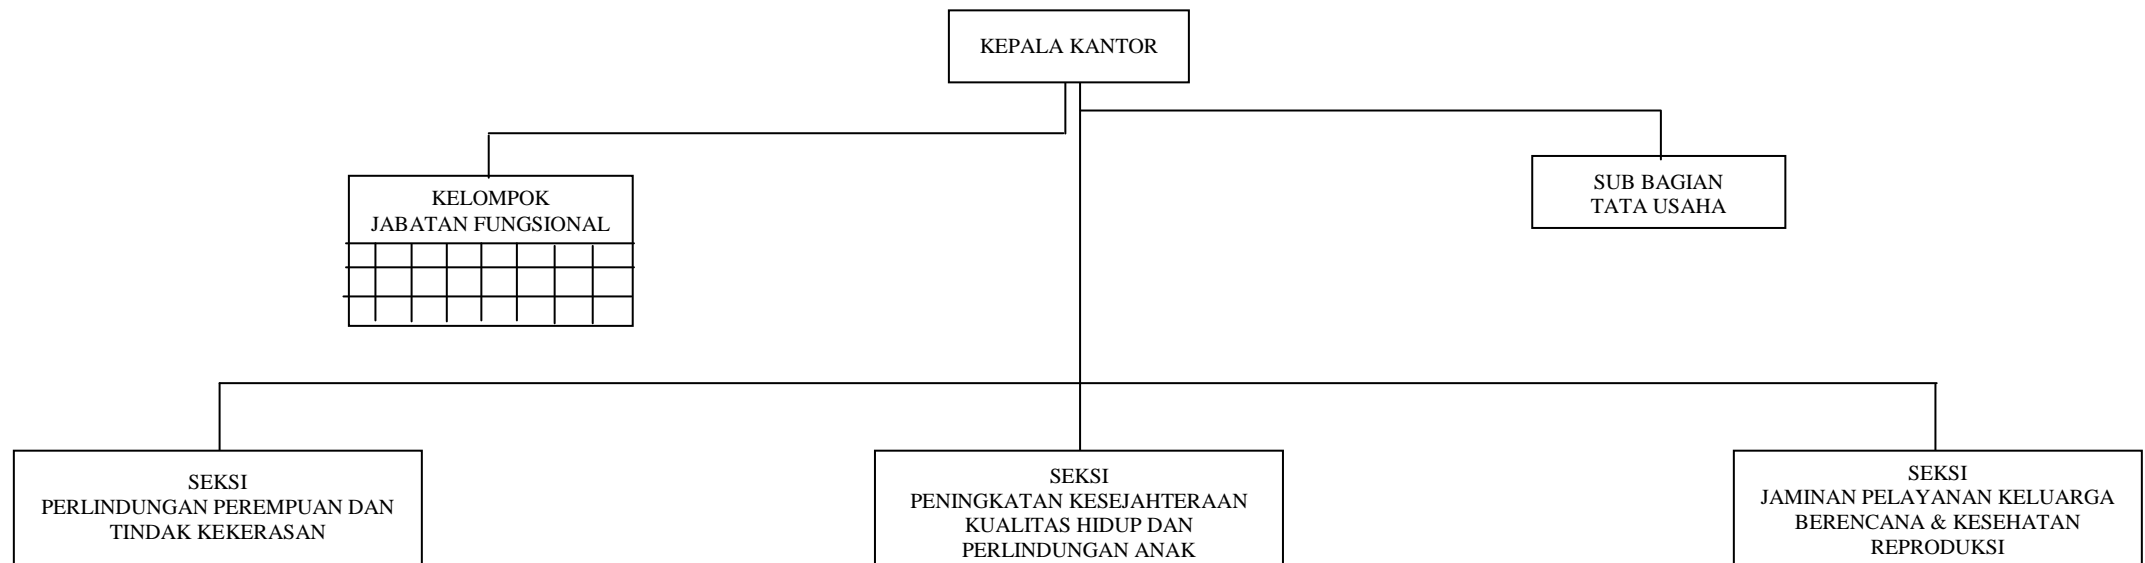 KEPALA KANTOR
KELOMPOK
JABATAN FUNGSIONAL
SUB BAGIAN
TATA USAHA
SEKSI
PERLINDUNGAN PEREMPUAN DAN
TINDAK KEKERASAN
SEKSI
PENINGKATAN KESEJAHTERAAN
KUALITAS HIDUP DAN
PERLINDUNGAN ANAK
SEKSI
JAMINAN PELAYANAN KELUARGA
BERENCANA & KESEHATAN
REPRODUKSI